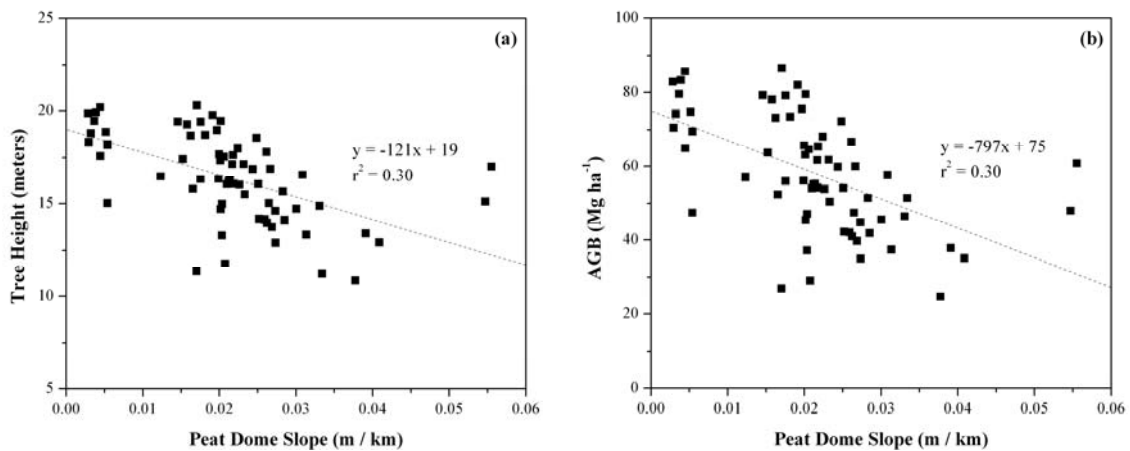 (a)
25
20
15
10
5
Tree Height (meters)
y = -121x + 19
r² = 0.30
0.00 0.01 0.02 0.03 0.04 0.05 0.06
Peat Dome Slope (m / km)
(b)
100
80
60
40
20
0
AGB (Mg ha⁻¹)
y = -797x + 75
r² = 0.30
0.00 0.01 0.02 0.03 0.04 0.05 0.06
Peat Dome Slope (m / km)